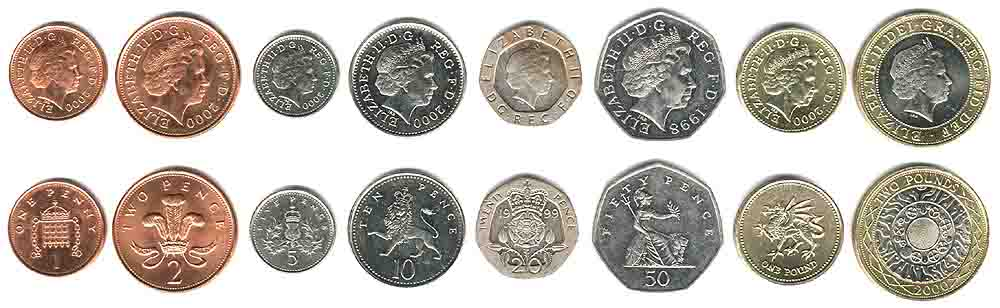 ELIZABETH·II·D·G REG·F·D·2000
ELIZABETH·II·D·G REG·F·D·2000
ELIZABETH·II·D·G REG·F·D·2000
ELIZABETH·II·D·G REG·F·D·2000
ELIZABETH II
D G REG F D
ELIZABETH·II·D·G REG·F·D·1998
ELIZABETH·II·D·G REG·F·D·2000
ELIZABETH·II·DEI·GRA·REG·FID·DEF·
ONE PENNY
1
TWO PENCE
2
FIVE PENCE
5
TEN PENCE
10
TWENTY PENCE
1999
20
FIFTY PENCE
50
ONE POUND
TWO POUNDS
2000